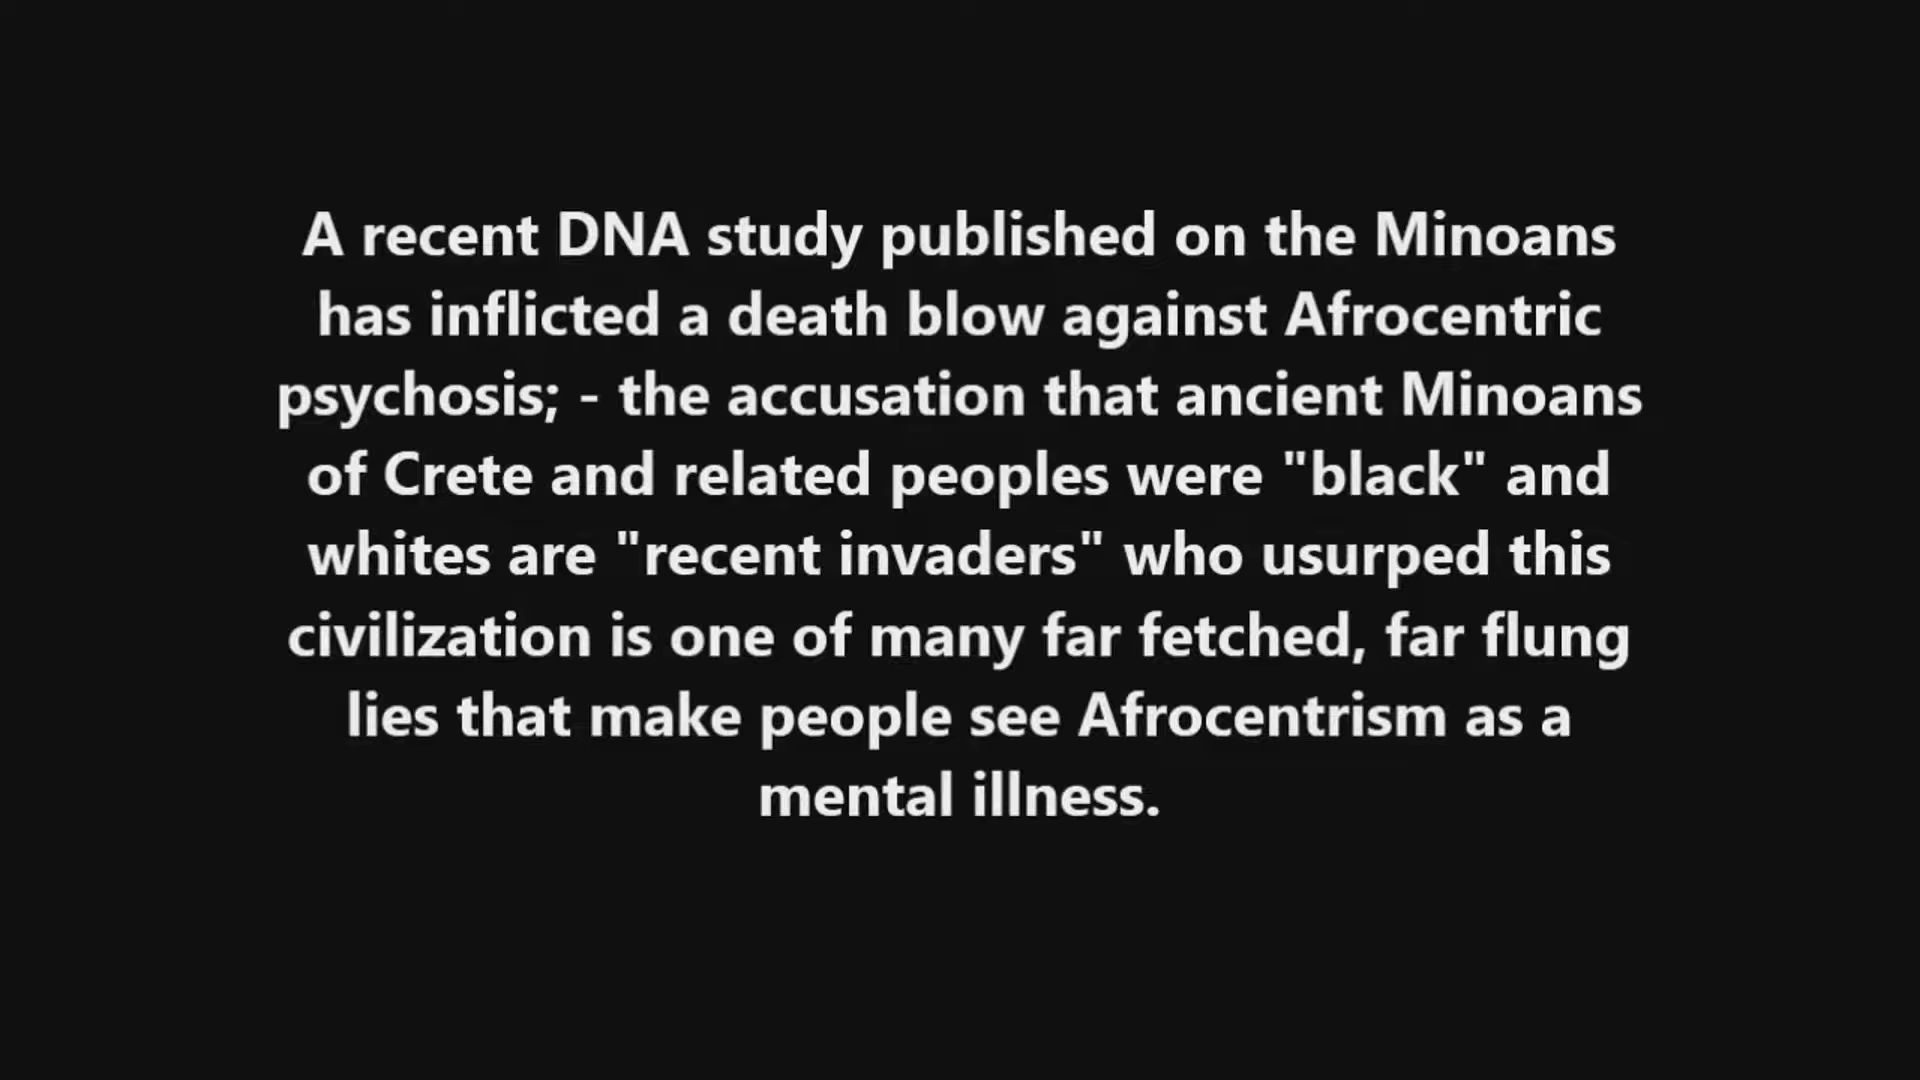 A recent DNA study published on the Minoans
has inflicted a death blow against Afrocentric
psychosis; - the accusation that ancient Minoans
of Crete and related peoples were "black" and
whites are "recent invaders" who usurped this
civilization is one of many far fetched, far flung
lies that make people see Afrocentrism as a
mental illness.